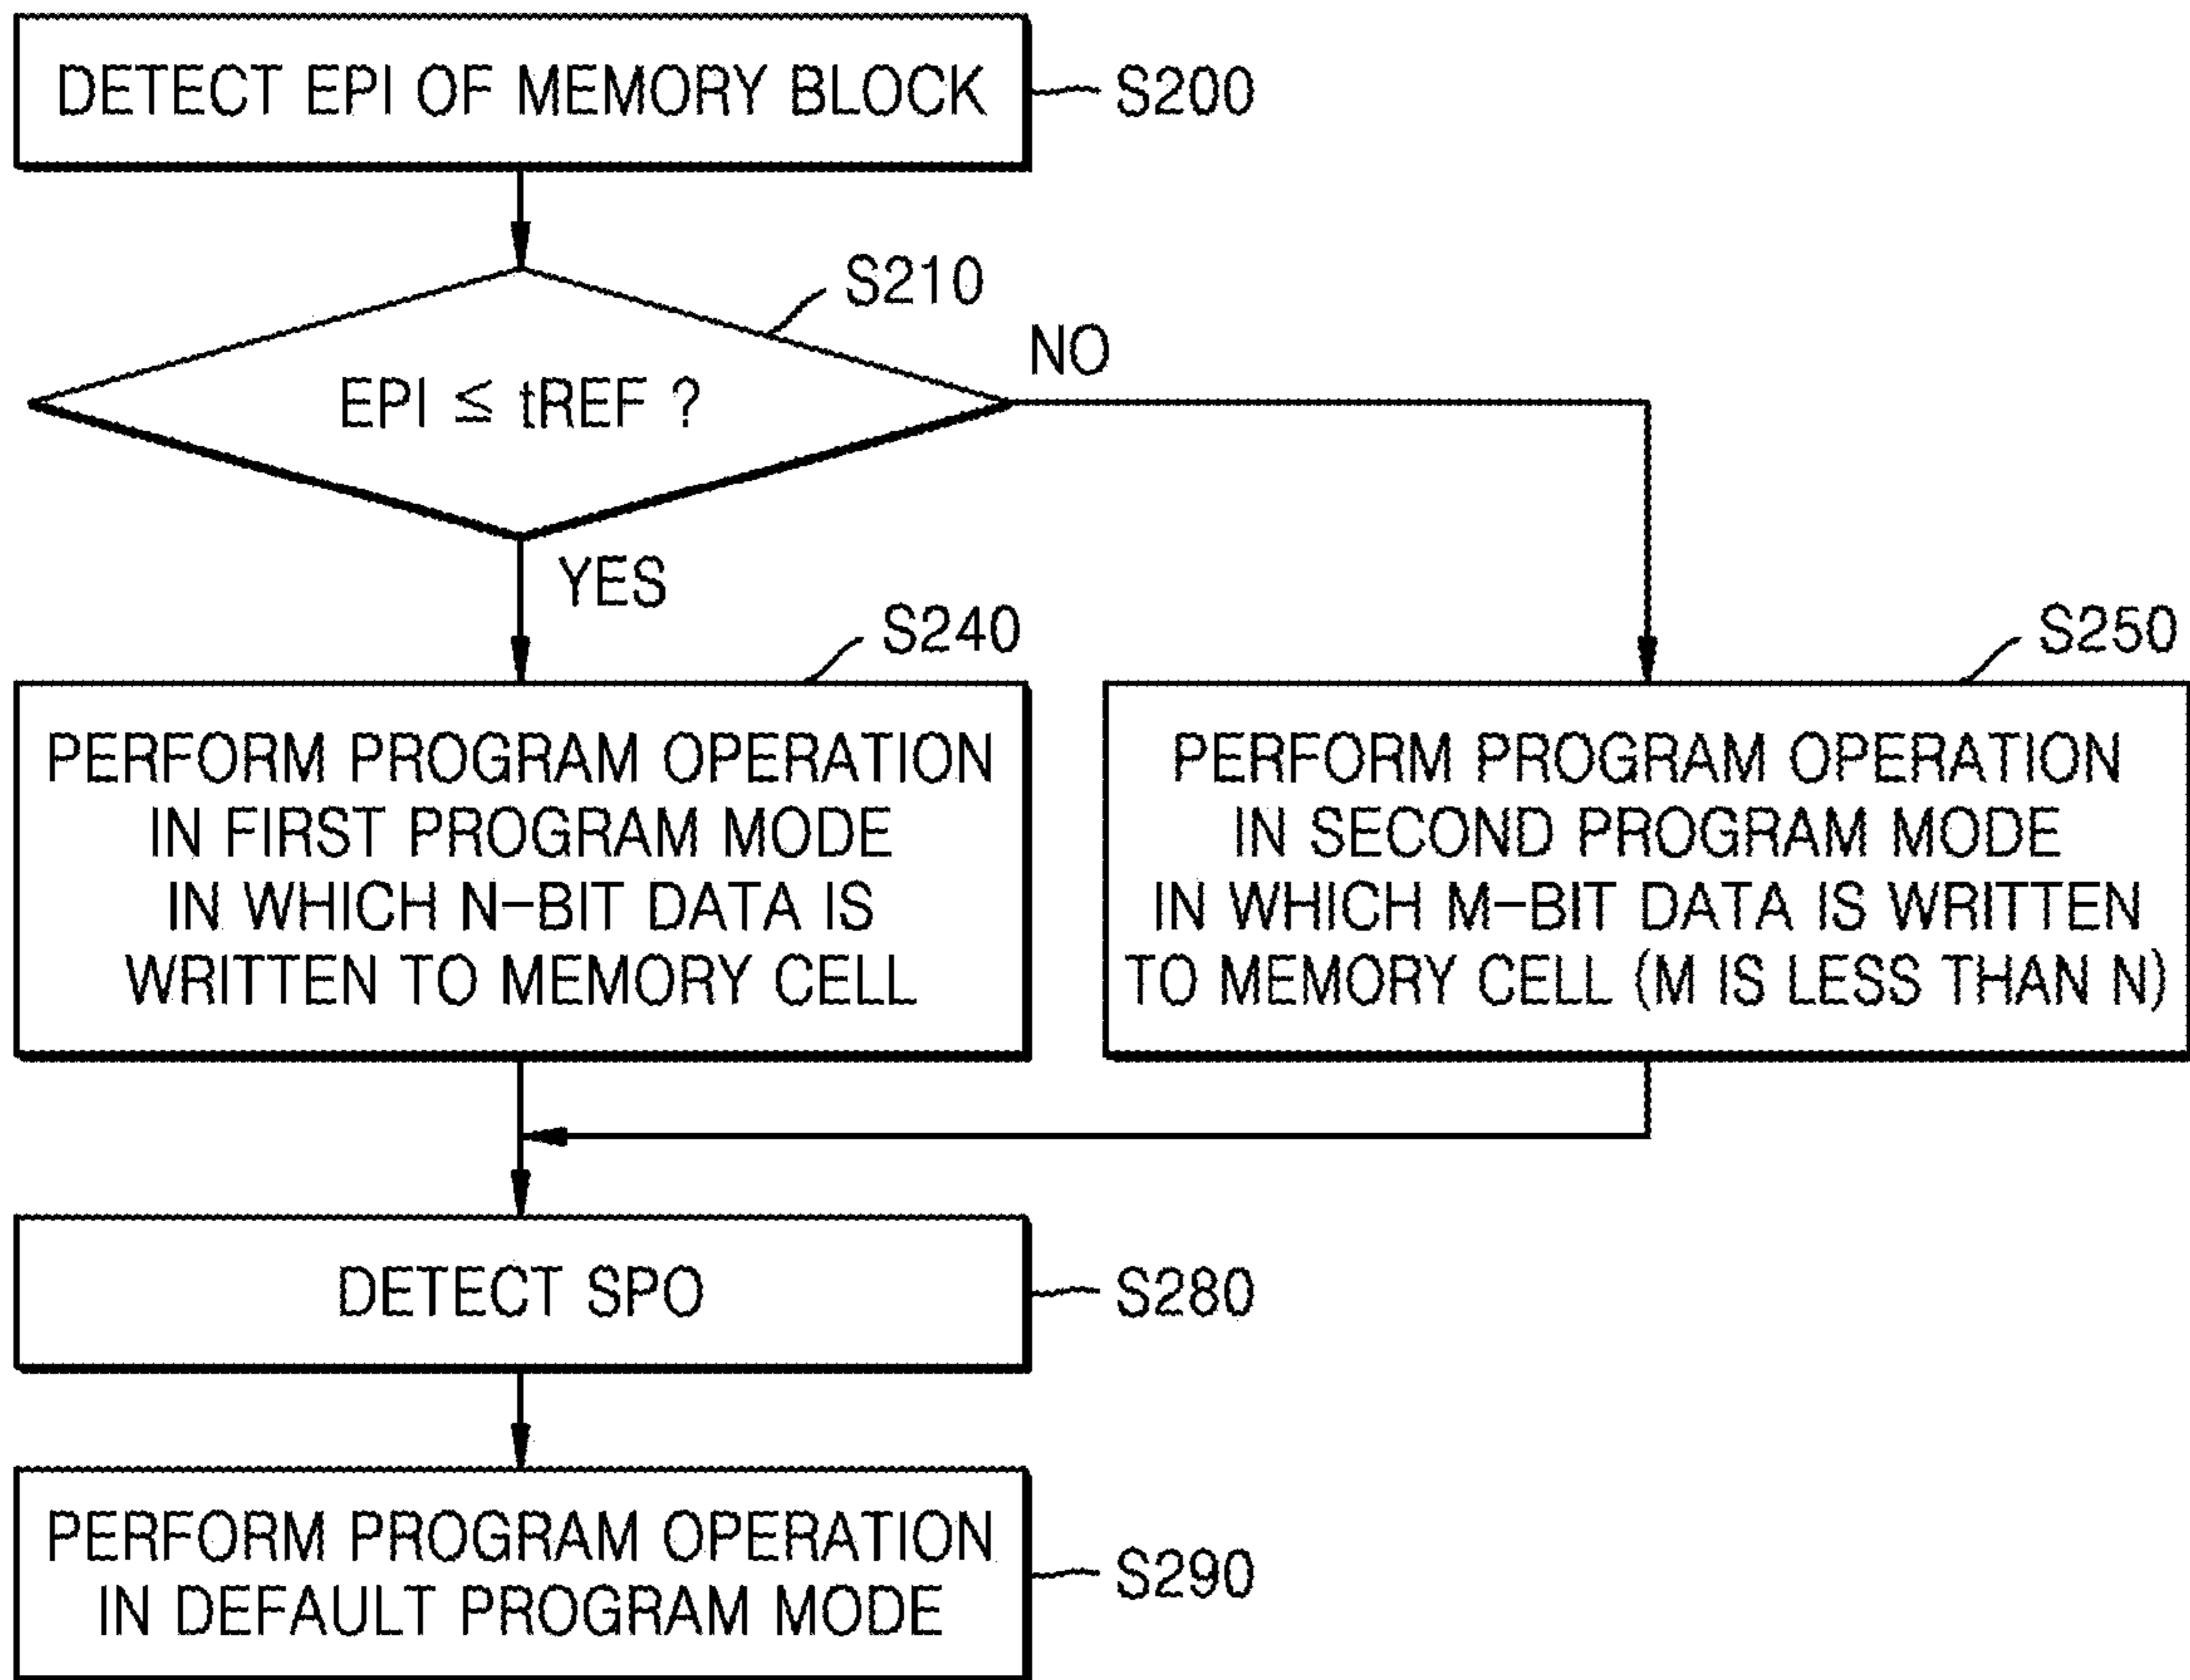 DETECT EPI OF MEMORY BLOCK
S200
S210
EPI ≤ tREF ?
NO
YES
S240
PERFORM PROGRAM OPERATION
IN FIRST PROGRAM MODE
IN WHICH N-BIT DATA IS
WRITTEN TO MEMORY CELL
S250
PERFORM PROGRAM OPERATION
IN SECOND PROGRAM MODE
IN WHICH M-BIT DATA IS WRITTEN
TO MEMORY CELL (M IS LESS THAN N)
DETECT SPO
S280
PERFORM PROGRAM OPERATION
IN DEFAULT PROGRAM MODE
S290